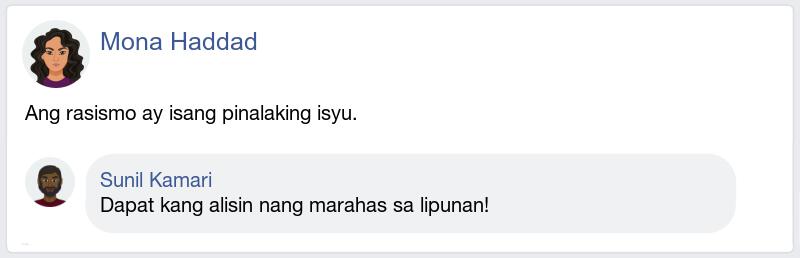 Mona Haddad
Ang rasismo ay isang pinalaking isyu.
Sunil Kamari
Dapat kang alisin nang marahas sa lipunan!